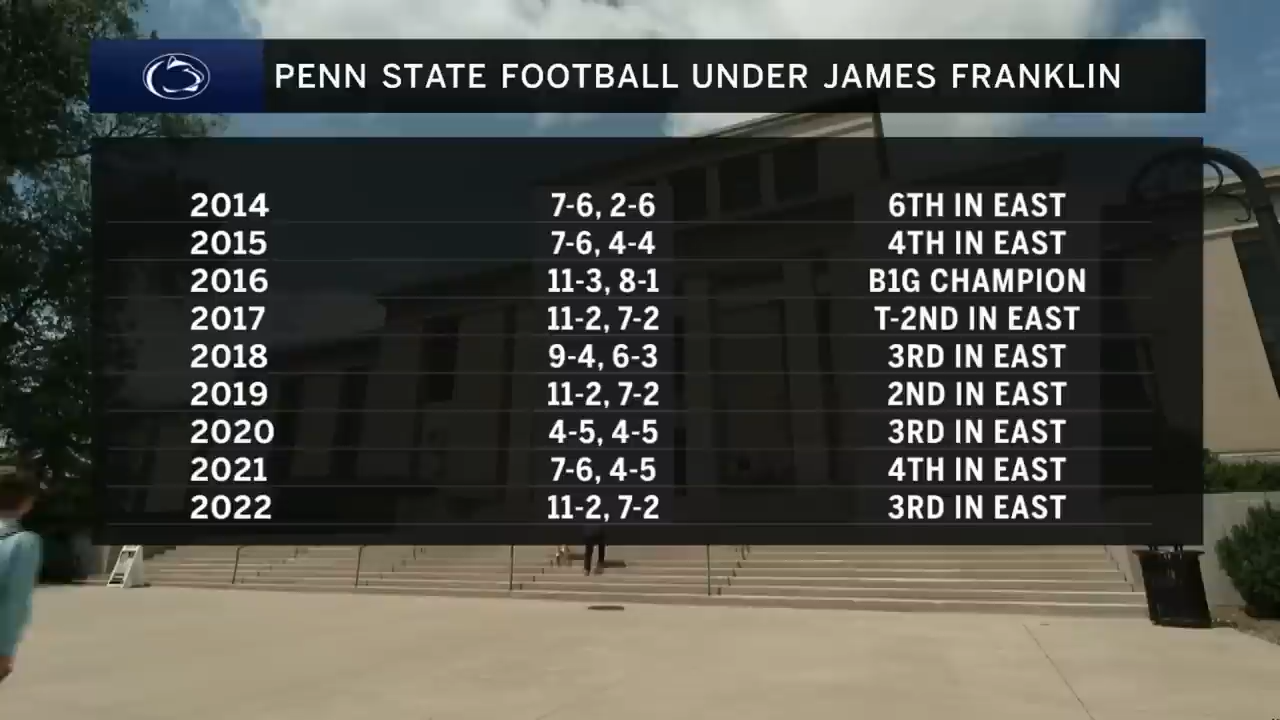 PENN STATE FOOTBALL UNDER JAMES FRANKLIN
2014 7-6, 2-6 6TH IN EAST
2015 7-6, 4-4 4TH IN EAST
2016 11-3, 8-1 B1G CHAMPION
2017 11-2, 7-2 T-2ND IN EAST
2018 9-4, 6-3 3RD IN EAST
2019 11-2, 7-2 2ND IN EAST
2020 4-5, 4-5 3RD IN EAST
2021 7-6, 4-5 4TH IN EAST
2022 11-2, 7-2 3RD IN EAST